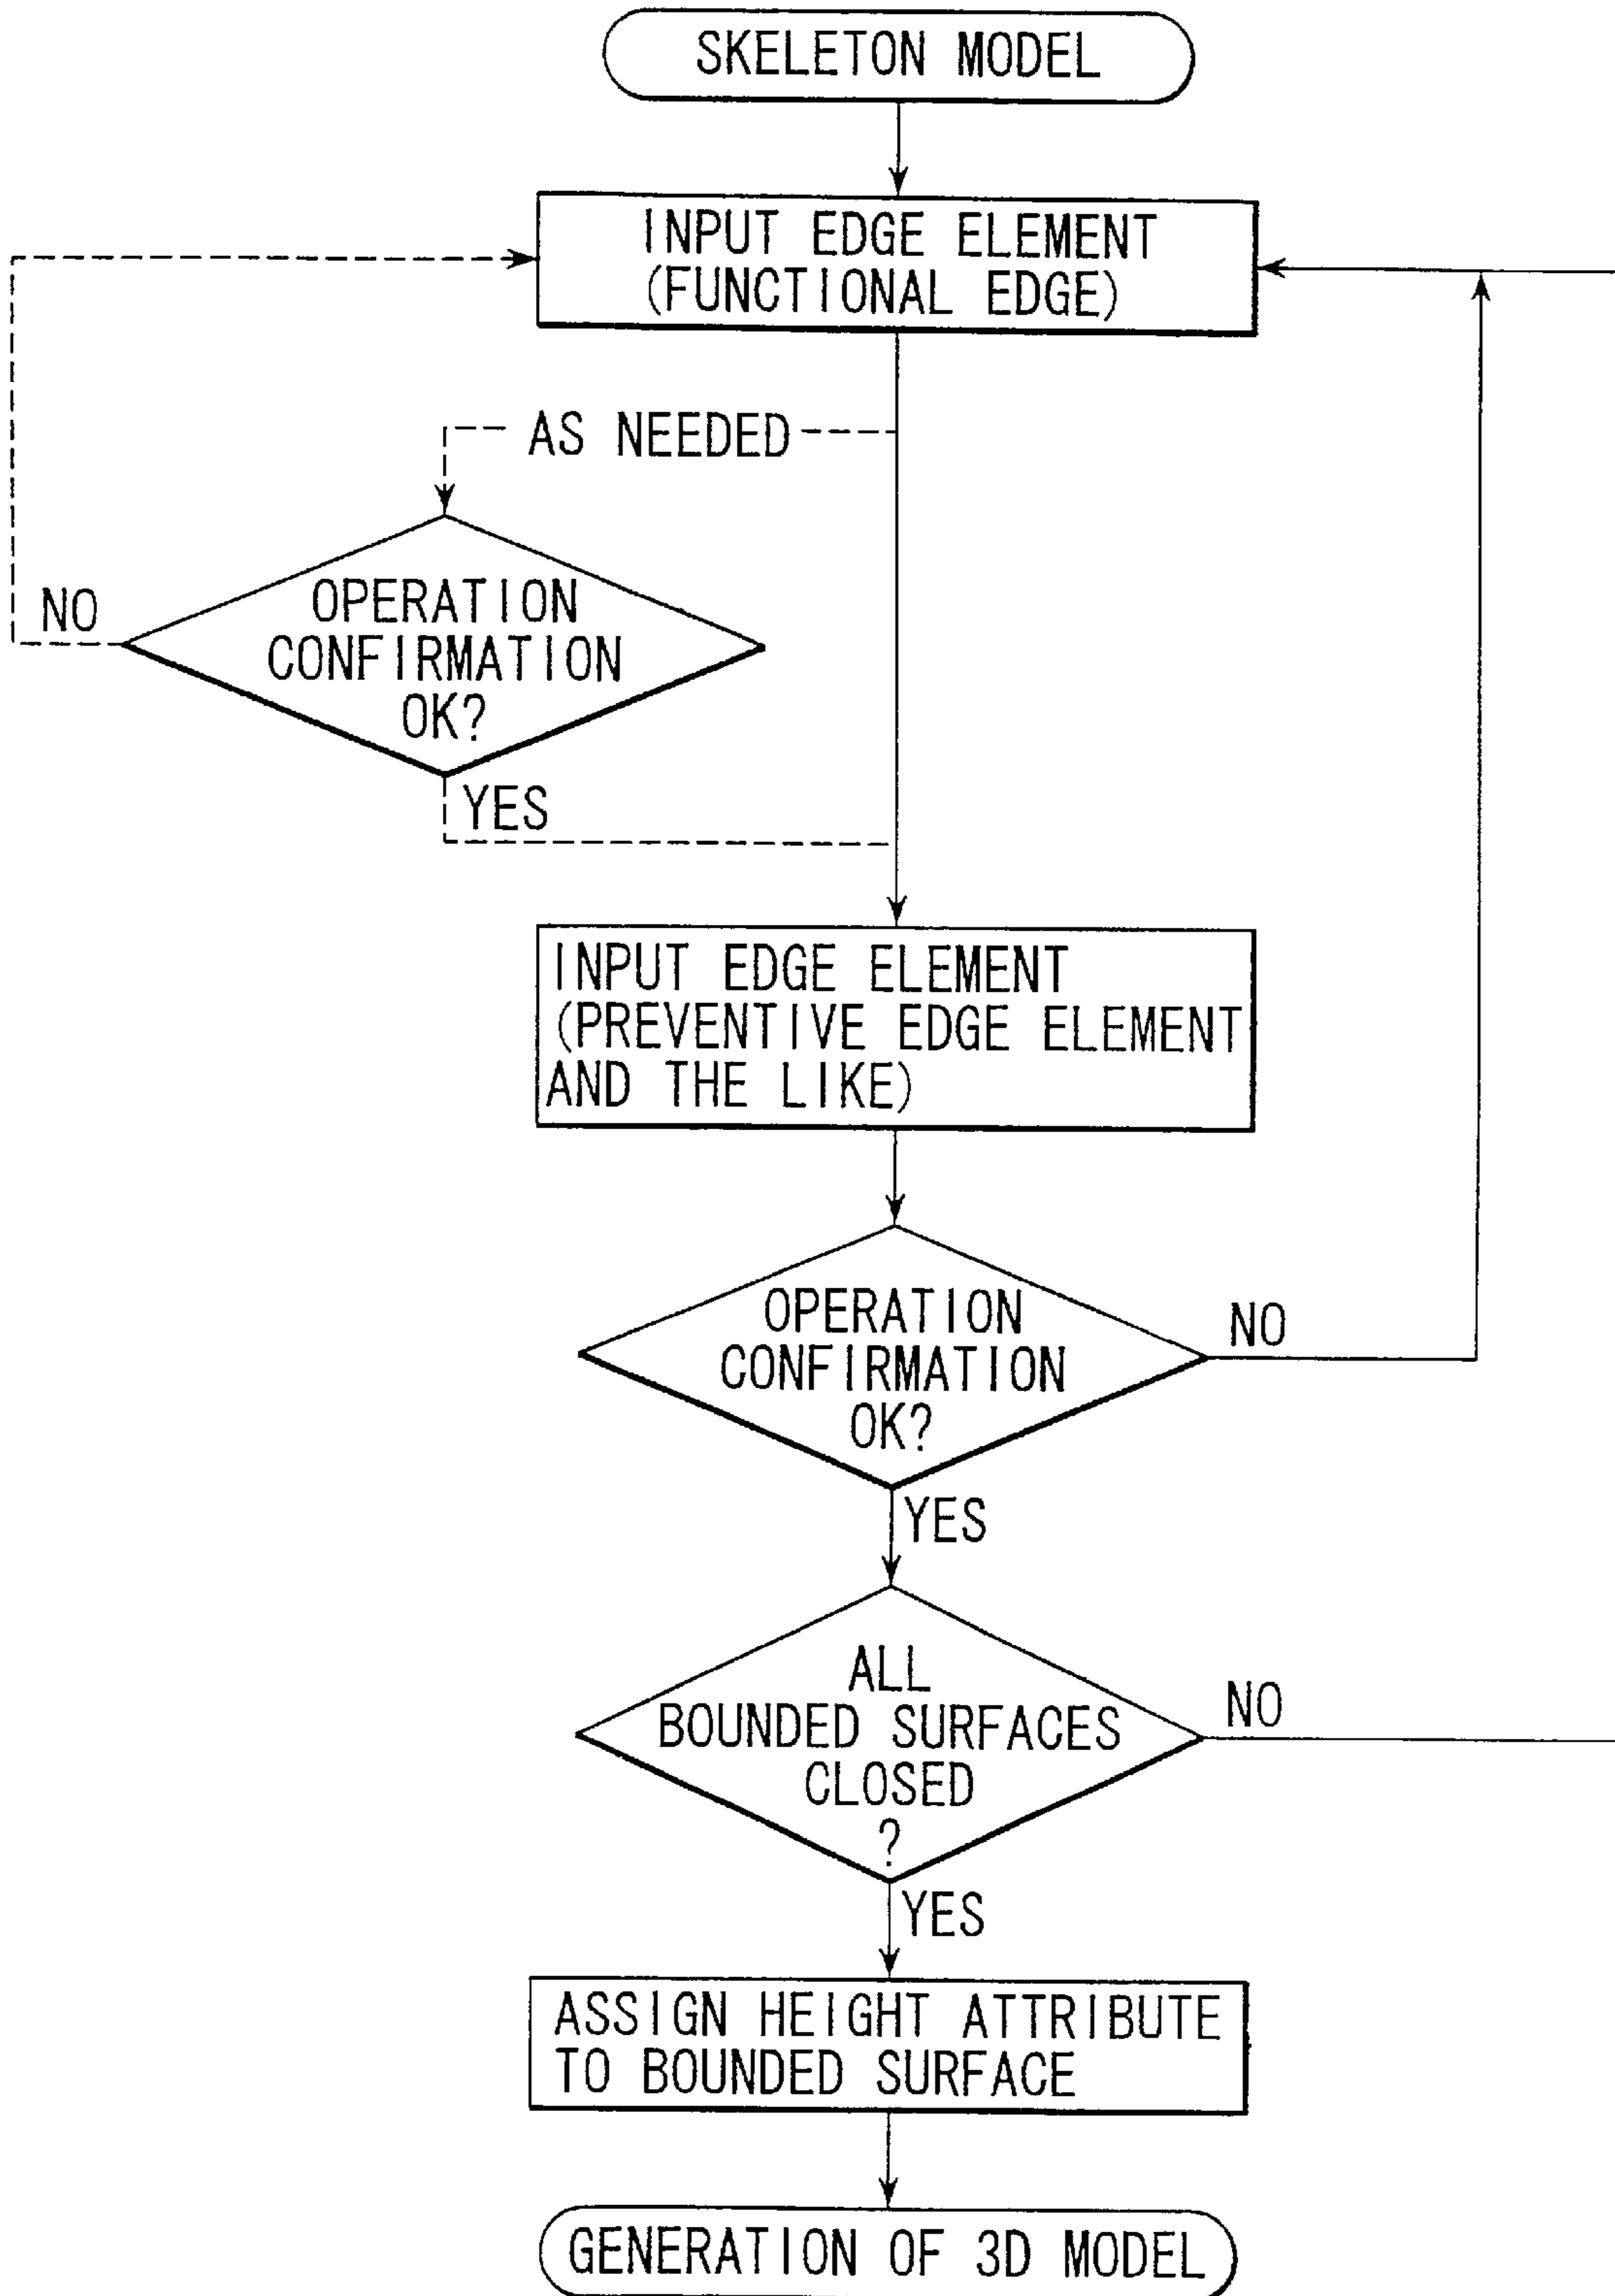 SKELETON MODEL
INPUT EDGE ELEMENT
(FUNCTIONAL EDGE)
AS NEEDED
OPERATION
CONFIRMATION
OK?
NO
YES
INPUT EDGE ELEMENT
(PREVENTIVE EDGE ELEMENT
AND THE LIKE)
OPERATION
CONFIRMATION
OK?
NO
YES
ALL
BOUNDED SURFACES
CLOSED
?
NO
YES
ASSIGN HEIGHT ATTRIBUTE
TO BOUNDED SURFACE
GENERATION OF 3D MODEL